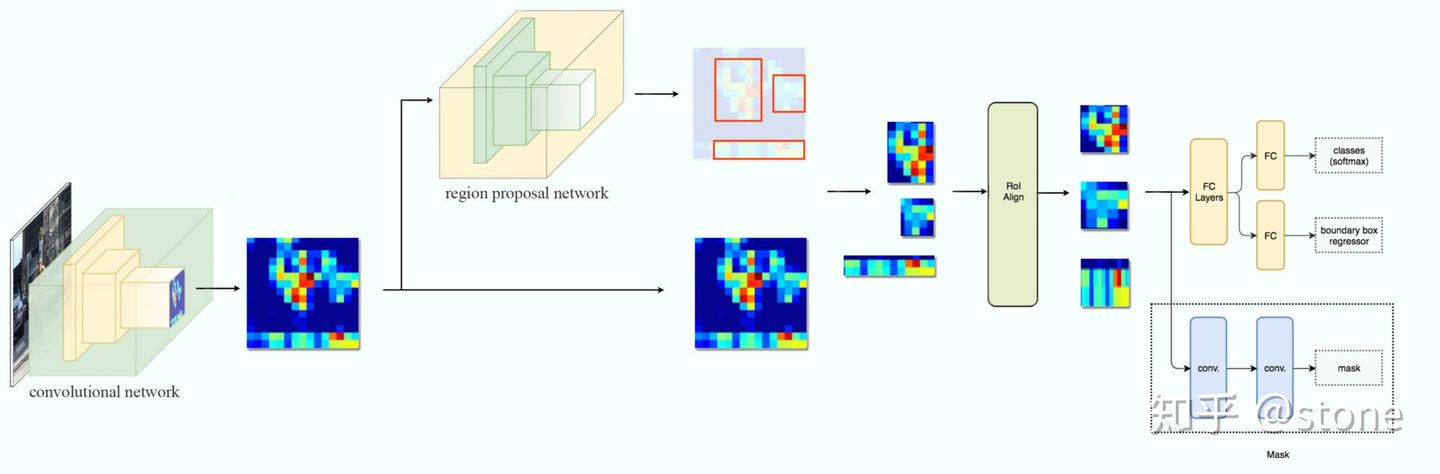 region proposal network
convolutional network
RoI
Align
FC
Layers
FC
classes
(softmax)
FC
boundary box
regressor
conv.
conv.
mask
知乎 @stone
Mask